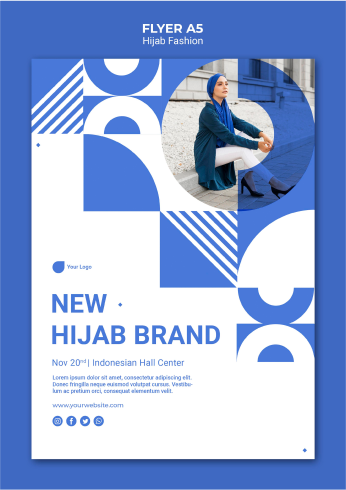 FLYER A5
Hijab Fashion
Your Logo
NEW
HIJAB BRAND
Nov 20nd | Indonesian Hall Center
Lorem ipsum dolor sit amet, consectetur adipiscing elit.
Donec fringilla neque euismod volutpat cursus. Vestibu-
lum ac pretium sem, consequat elementum velit.
www.yourwebsite.com